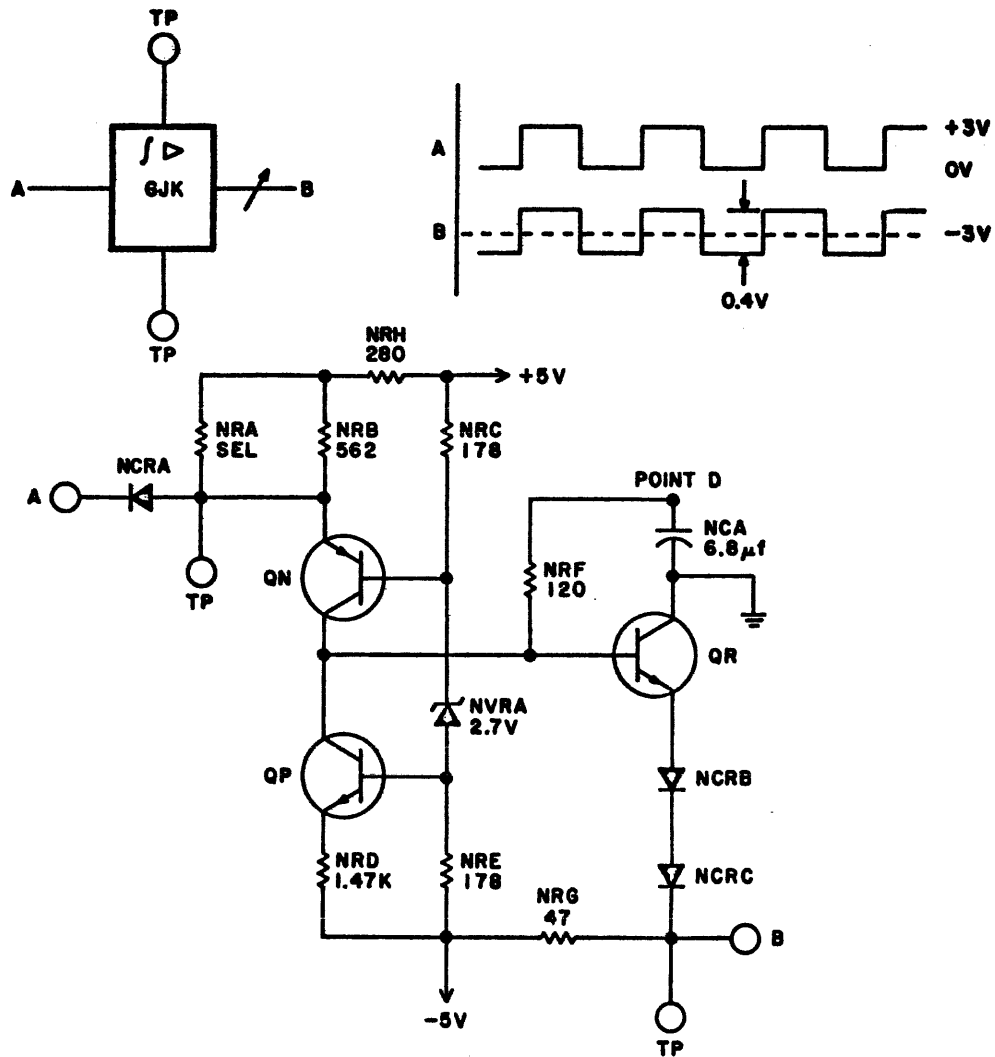 TP
∫ ▷
GJK
A
B
TP
A
+3V
0V
B
-3V
0.4V
NRH
280
+5V
NRA
SEL
NRB
562
NRC
178
NCRA
A
TP
QN
POINT D
NCA
6.8μf
NRF
120
QR
NVRA
2.7V
QP
NCRB
NRD
1.47K
NRE
178
NCRC
NRG
47
B
-5V
TP